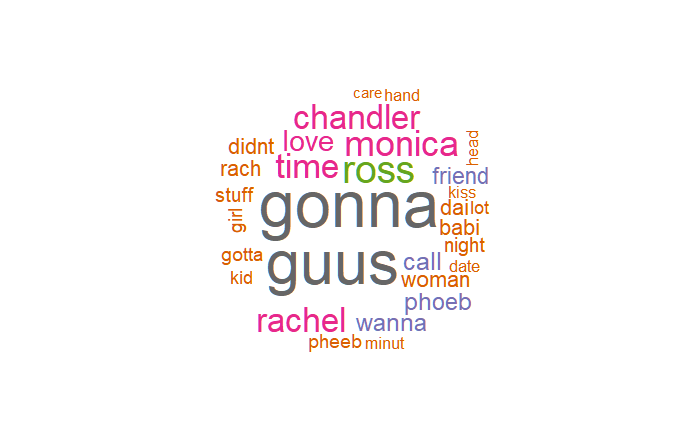 care hand
chandler
didnt love monica head
rach time ross friend
stuff kiss
girl gonna dai lot
babi
gotta guus call night
kid woman date
phoeb
rachel wanna
pheeb minut